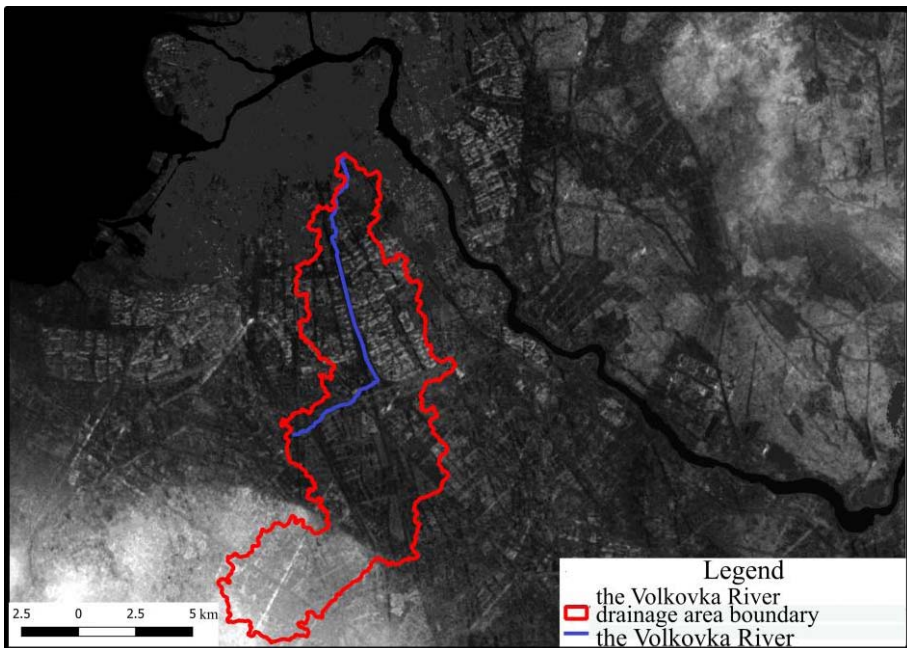 Legend
the Volkovka River
drainage area boundary
the Volkovka River
2.5 0 2.5 5 km